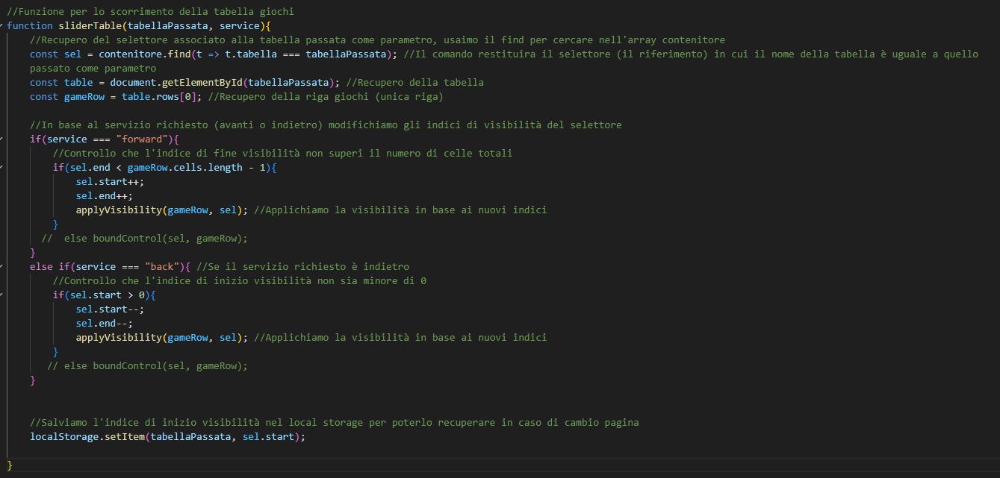 //Funzione per lo scorrimento della tabella giochi
function sliderTable(tabellaPassata, service){
//Recupero del selettore associato alla tabella passata come parametro, usaimo il find per cercare nell'array contenitore
const sel = contenitore.find(t => t.tabella === tabellaPassata); //Il comando restituira il selettore (il riferimento) in cui il nome della tabella è uguale a quello
passato come parametro
const table = document.getElementById(tabellaPassata); //Recupero della tabella
const gameRow = table.rows[0]; //Recupero della riga giochi (unica riga)
//In base al servizio richiesto (avanti o indietro) modifichiamo gli indici di visibilità del selettore
if(service === "forward"){
//Controllo che l'indice di fine visibilità non superi il numero di celle totali
if(sel.end < gameRow.cells.length - 1){
sel.start++;
sel.end++;
applyVisibility(gameRow, sel); //Applichiamo la visibilità in base ai nuovi indici
}
//  else boundControl(sel, gameRow);
}
else if(service === "back"){ //Se il servizio richiesto è indietro
//Controllo che l'indice di inizio visibilità non sia minore di 0
if(sel.start > 0){
sel.start--;
sel.end--;
applyVisibility(gameRow, sel); //Applichiamo la visibilità in base ai nuovi indici
}
// else boundControl(sel, gameRow);
}
//Salviamo l'indice di inizio visibilità nel local storage per poterlo recuperare in caso di cambio pagina
localStorage.setItem(tabellaPassata, sel.start);
}